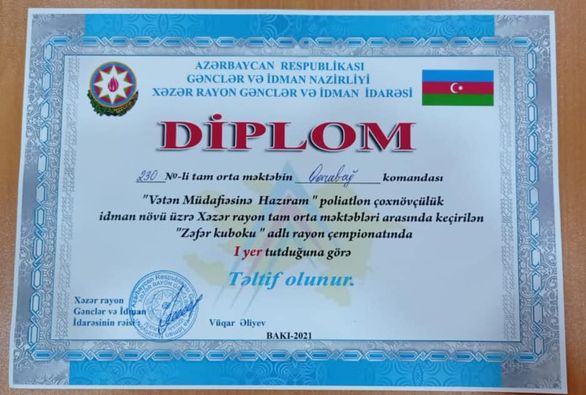 AZƏRBAYCAN RESPUBLİKASI
GƏNCLƏR VƏ İDMAN NAZİRLİYİ
XƏZƏR RAYON GƏNCLƏR VƏ İDMAN İDARƏSİ
DİPLOM
230 №-li tam orta məktəbin Qarabağ komandası
"Vətən Müdafiəsinə Hazıram " poliatlon çoxnövçülük
idman növü üzrə Xəzər rayon tam orta məktəbləri arasında keçirilən
"Zəfər kuboku " adlı rayon çempionatında
I yer tutduğuna görə
Təltif olunur.
Xəzər rayon
Gənclər və İdman
İdarəsinin rəisi :
Vüqar Əliyev
BAKI-2021